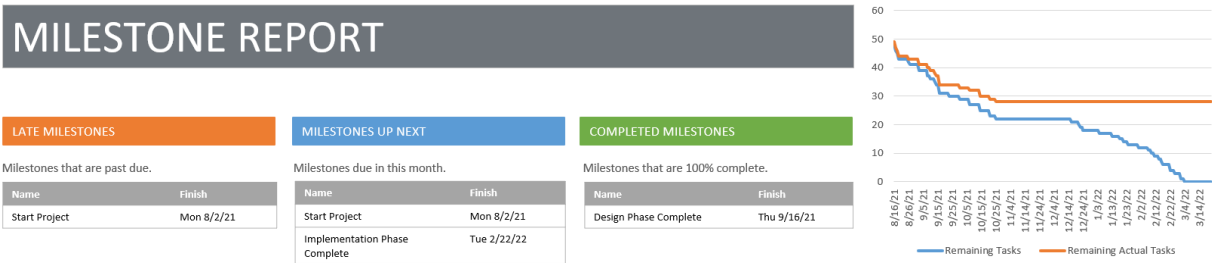 MILESTONE REPORT
LATE MILESTONES
Milestones that are past due.
Name Finish
Start Project Mon 8/2/21
MILESTONES UP NEXT
Milestones due in this month.
Name Finish
Start Project Mon 8/2/21
Implementation Phase Tue 2/22/22
Complete
COMPLETED MILESTONES
Milestones that are 100% complete.
Name Finish
Design Phase Complete Thu 9/16/21
60
50
40
30
20
10
0
8/16/21
8/26/21
9/5/21
9/15/21
9/25/21
10/5/21
10/15/21
10/25/21
11/4/21
11/14/21
11/24/21
12/4/21
12/14/21
12/24/21
1/3/22
1/13/22
1/23/22
2/2/22
2/12/22
2/22/22
3/4/22
3/14/22
Remaining Tasks
Remaining Actual Tasks